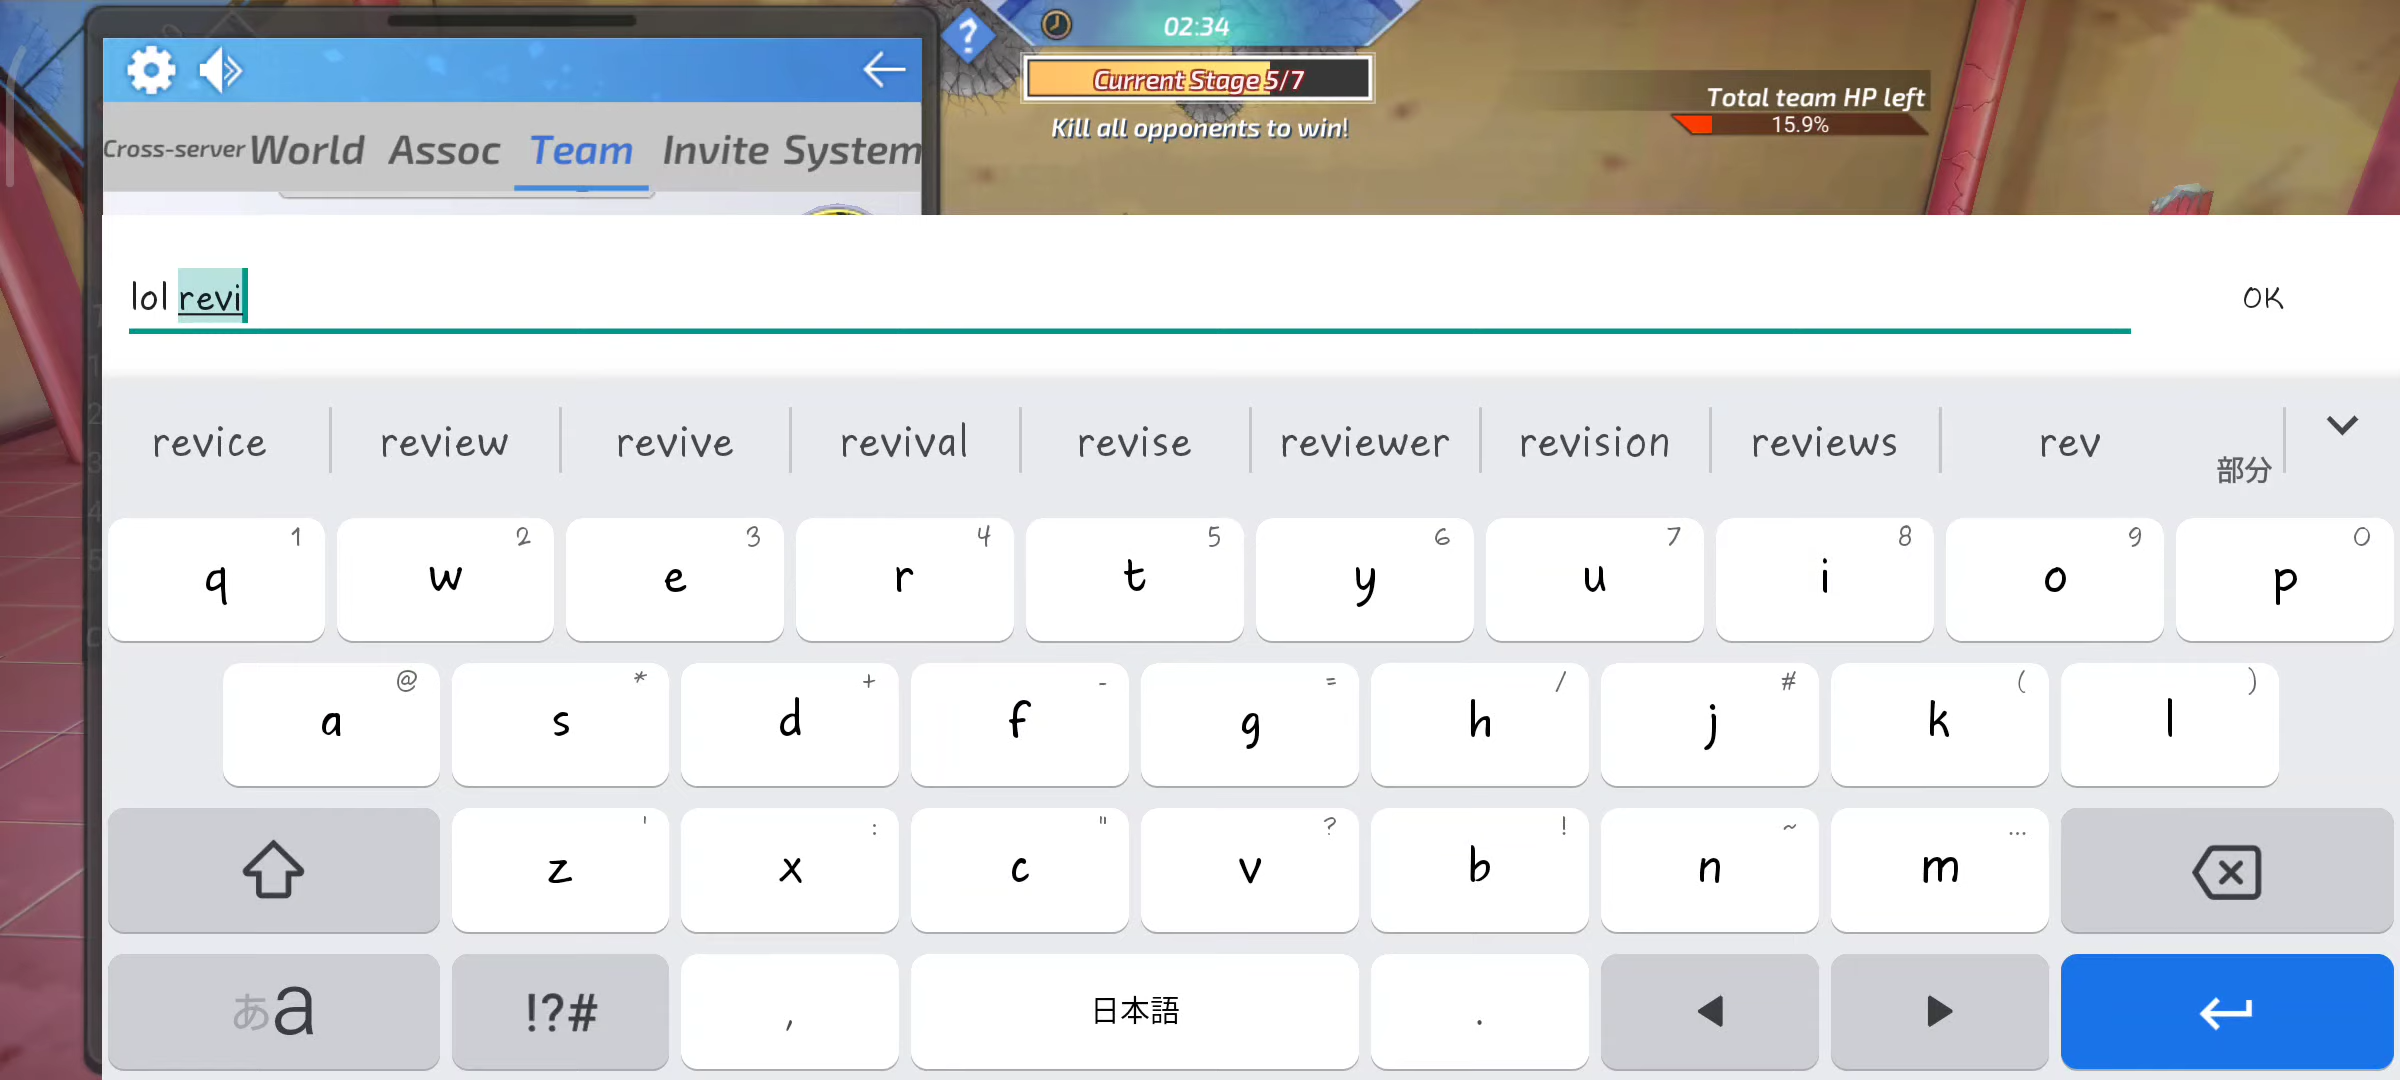 02:34
Current Stage 5/7
Kill all opponents to win!
Total team HP left
15.9%
Cross-server World Assoc Team Invite System
lol revi
OK
revice review revive revival revise reviewer revision reviews rev 部分
1 2 3 4 5 6 7 8 9 0
q w e r t y u i o p
@ * + - = / # ( )
a s d f g h j k l
' : " ? ! ~ ...
z x c v b n m
あa !?# , 日本語 .